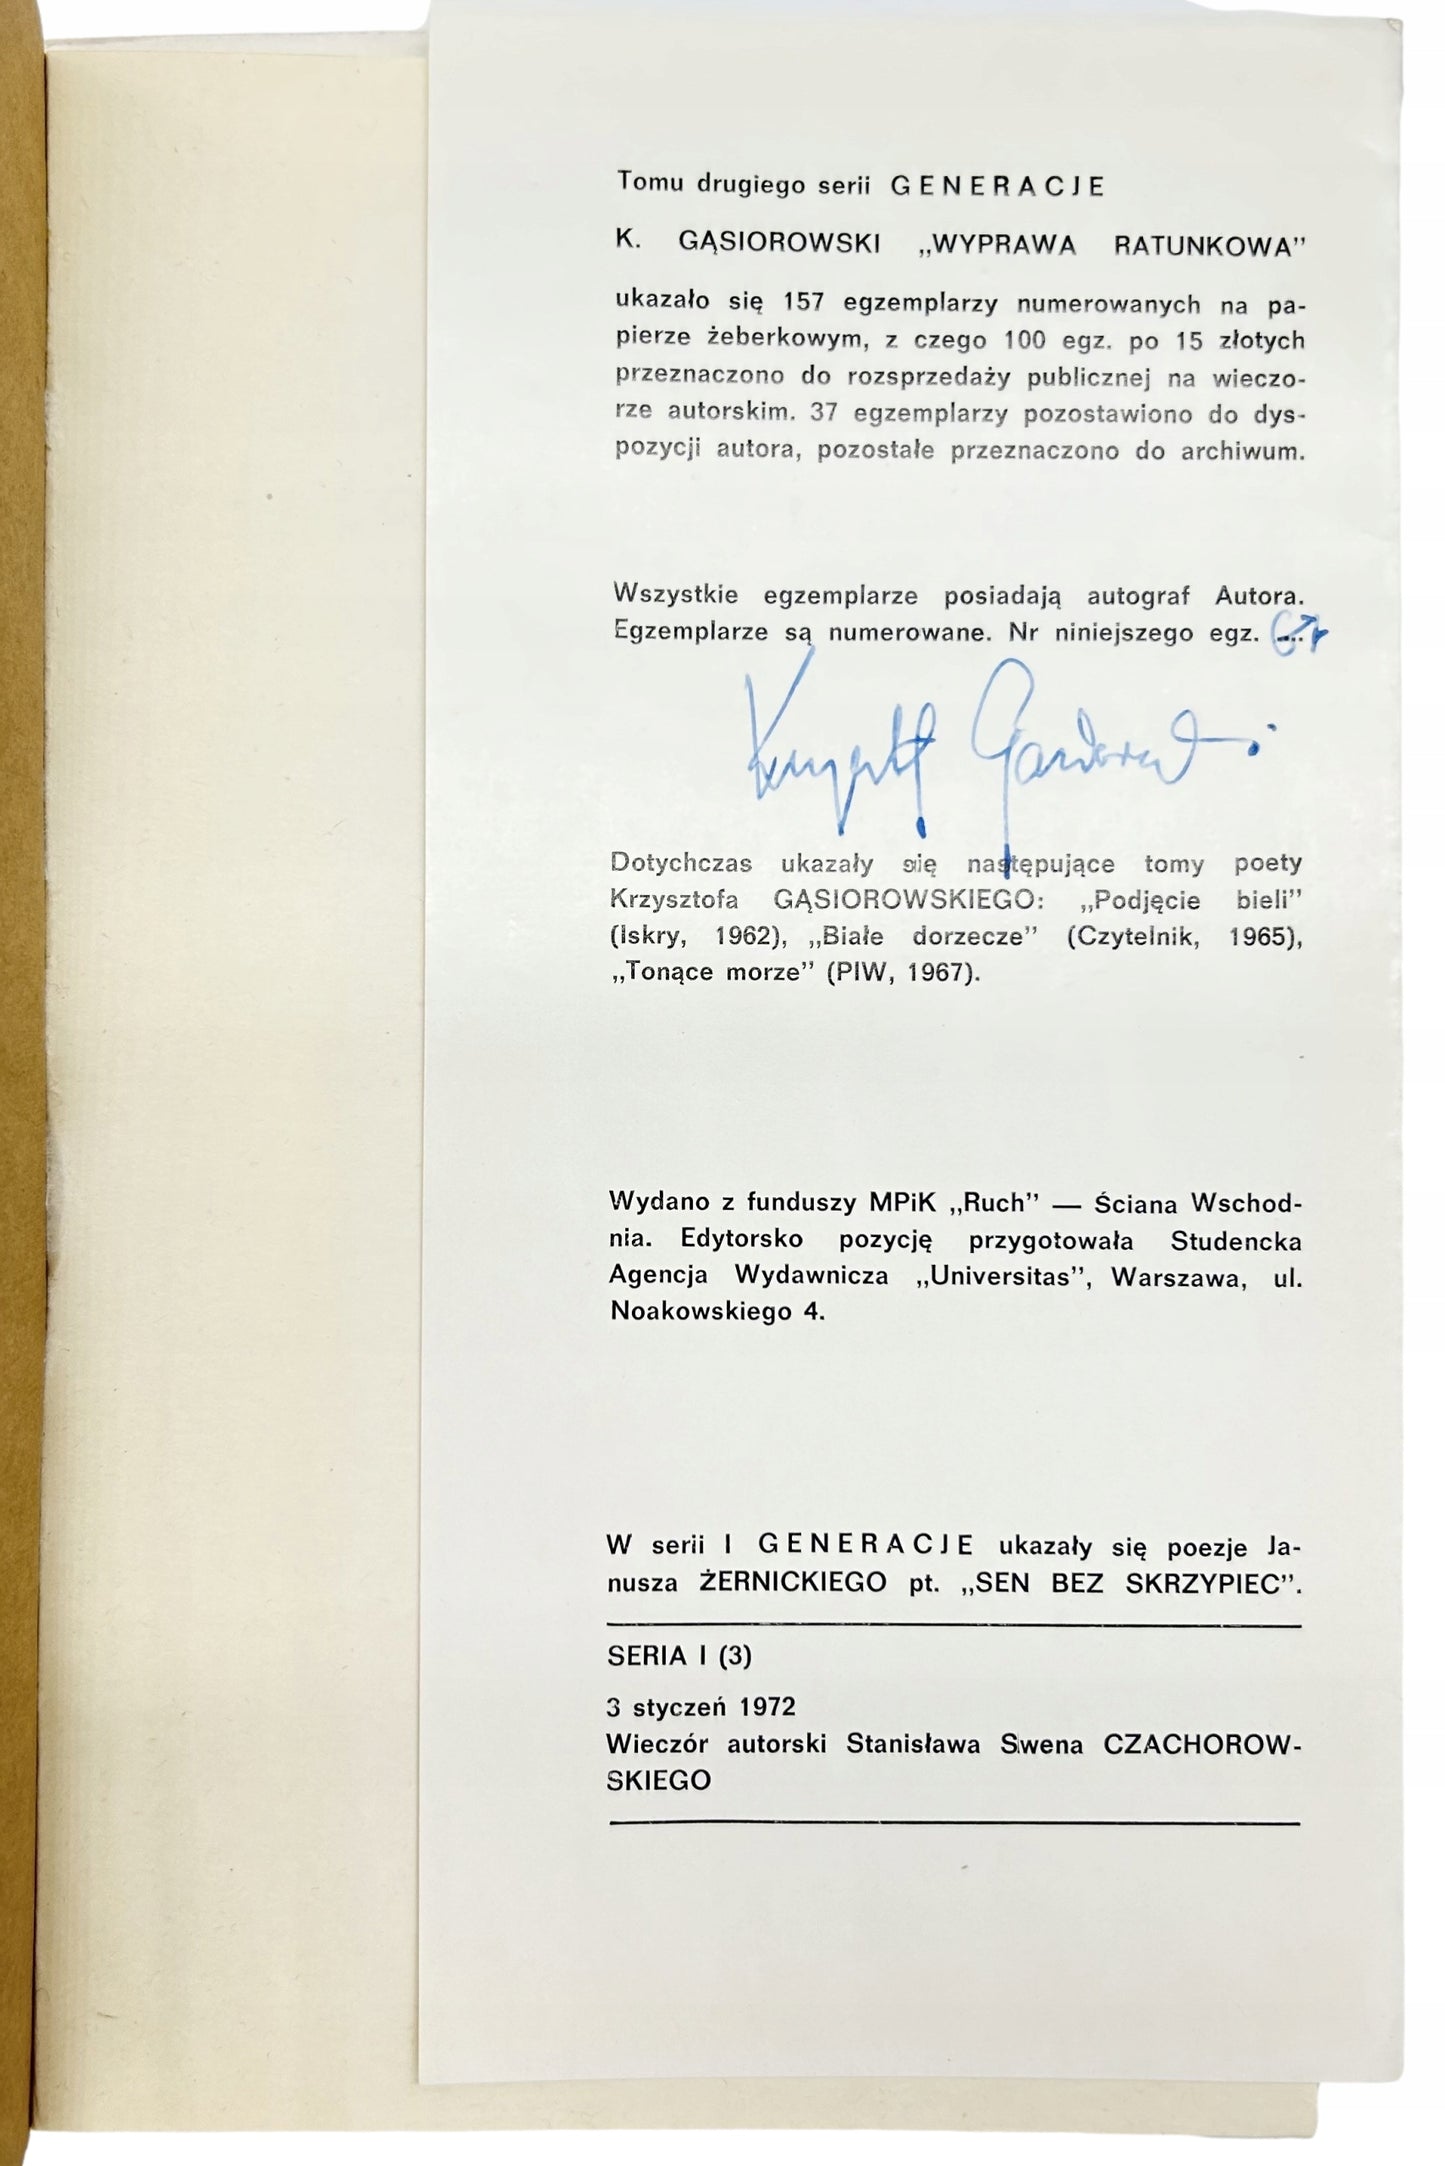 Tomu drugiego serii GENERACJE
K. GĄSIOROWSKI „WYPRAWA RATUNKOWA”
ukazało się 157 egzemplarzy numerowanych na pa-
pierze żeberkowym, z czego 100 egz. po 15 złotych
przeznaczono do rozsprzedaży publicznej na wieczo-
rze autorskim. 37 egzemplarzy pozostawiono do dys-
pozycji autora, pozostałe przeznaczono do archiwum.
Wszystkie egzemplarze posiadają autograf Autora.
Egzemplarze są numerowane. Nr niniejszego egz. ....
Dotychczas ukazały się następujące tomy poety
Krzysztofa GĄSIOROWSKIEGO: „Podjęcie bieli”
(Iskry, 1962), „Białe dorzecze” (Czytelnik, 1965),
„Tonące morze” (PIW, 1967).
Wydano z funduszy MPiK „Ruch” — Ściana Wschod-
nia. Edytorsko pozycję przygotowała Studencka
Agencja Wydawnicza „Universitas”, Warszawa, ul.
Noakowskiego 4.
W serii I GENERACJE ukazały się poezje Ja-
nusza ŻERNICKIEGO pt. „SEN BEZ SKRZYPIEC”.
SERIA I (3)
3 styczeń 1972
Wieczór autorski Stanisława Swena CZACHOROW-
SKIEGO